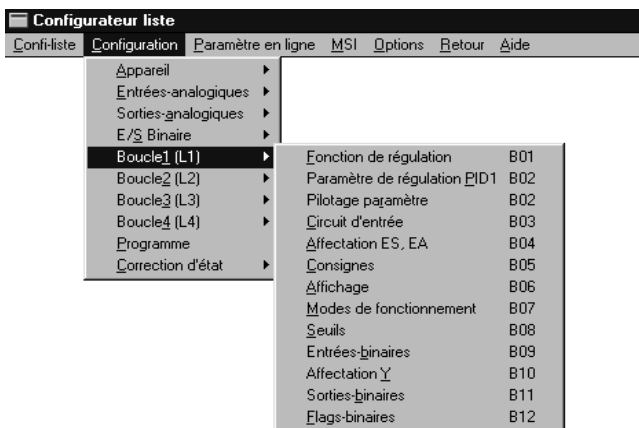 Configurateur liste
Confi-liste Configuration Paramètre en ligne MSI Options Retour Aide
Appareil
Entrées-analogiques
Sorties-analogiques
E/S Binaire
Boucle1 (L1)
Boucle2 (L2)
Boucle3 (L3)
Boucle4 (L4)
Programme
Correction d'état
Fonction de régulation B01
Paramètre de régulation PID1 B02
Pilotage paramètre B02
Circuit d'entrée B03
Affectation ES, EA B04
Consignes B05
Affichage B06
Modes de fonctionnement B07
Seuils B08
Entrées-binaires B09
Affectation Y B10
Sorties-binaires B11
Flags-binaires B12